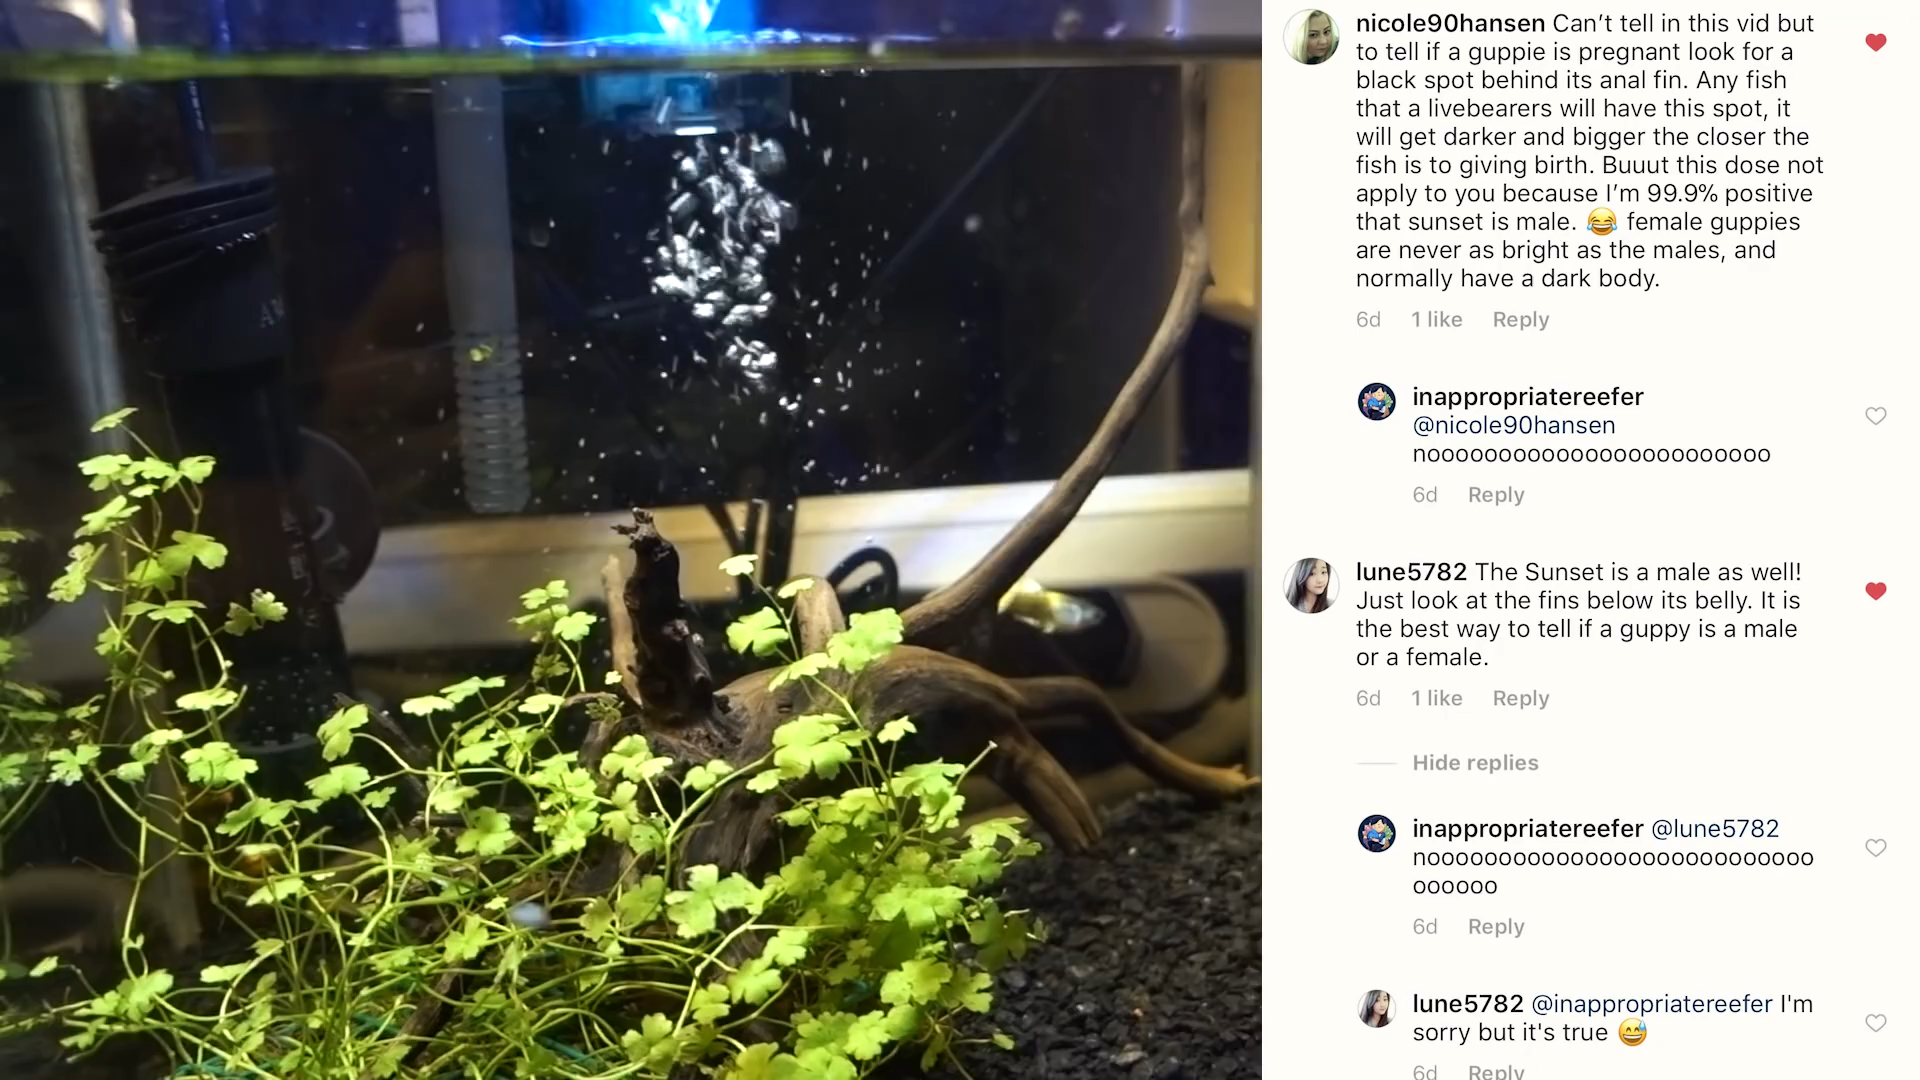 nicole90hansen Can’t tell in this vid but
to tell if a guppie is pregnant look for a
black spot behind its anal fin. Any fish
that a livebearers will have this spot, it
will get darker and bigger the closer the
fish is to giving birth. Buuut this dose not
apply to you because I’m 99.9% positive
that sunset is male. 😂 female guppies
are never as bright as the males, and
normally have a dark body.
6d 1 like Reply
inappropriatereefer
@nicole90hansen
noooooooooooooooooooooooo
6d Reply
lune5782 The Sunset is a male as well!
Just look at the fins below its belly. It is
the best way to tell if a guppy is a male
or a female.
6d 1 like Reply
Hide replies
inappropriatereefer @lune5782
nooooooooooooooooooooooooooo
oooooo
6d Reply
lune5782 @inappropriatereefer I'm
sorry but it's true 😅
6d Reply